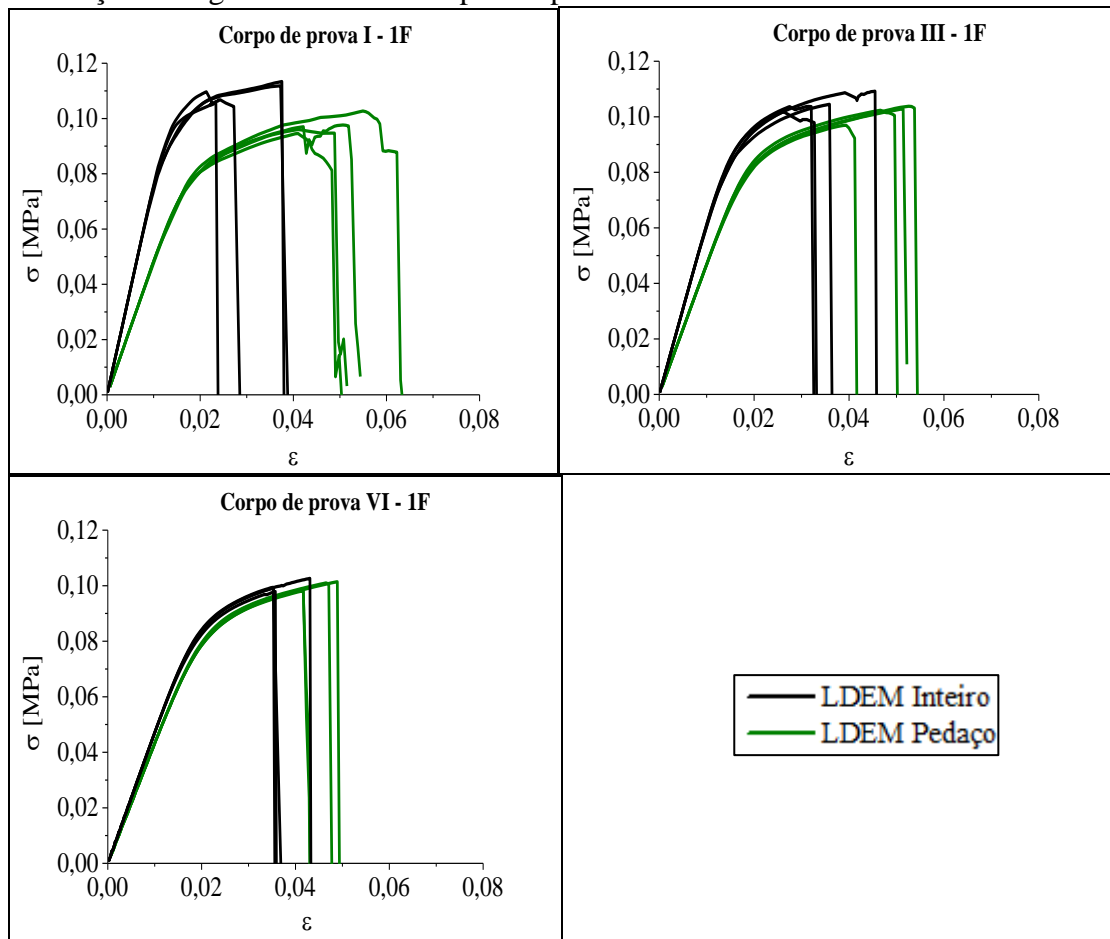 Corpo de prova I - 1F
0,12
0,10
0,08
0,06
0,04
0,02
0,00
σ [MPa]
0,00 0,02 0,04 0,06 0,08
ε
Corpo de prova III - 1F
0,12
0,10
0,08
0,06
0,04
0,02
0,00
σ [MPa]
0,00 0,02 0,04 0,06 0,08
ε
Corpo de prova VI - 1F
0,12
0,10
0,08
0,06
0,04
0,02
0,00
σ [MPa]
0,00 0,02 0,04 0,06 0,08
ε
LDEM Inteiro
LDEM Pedaço